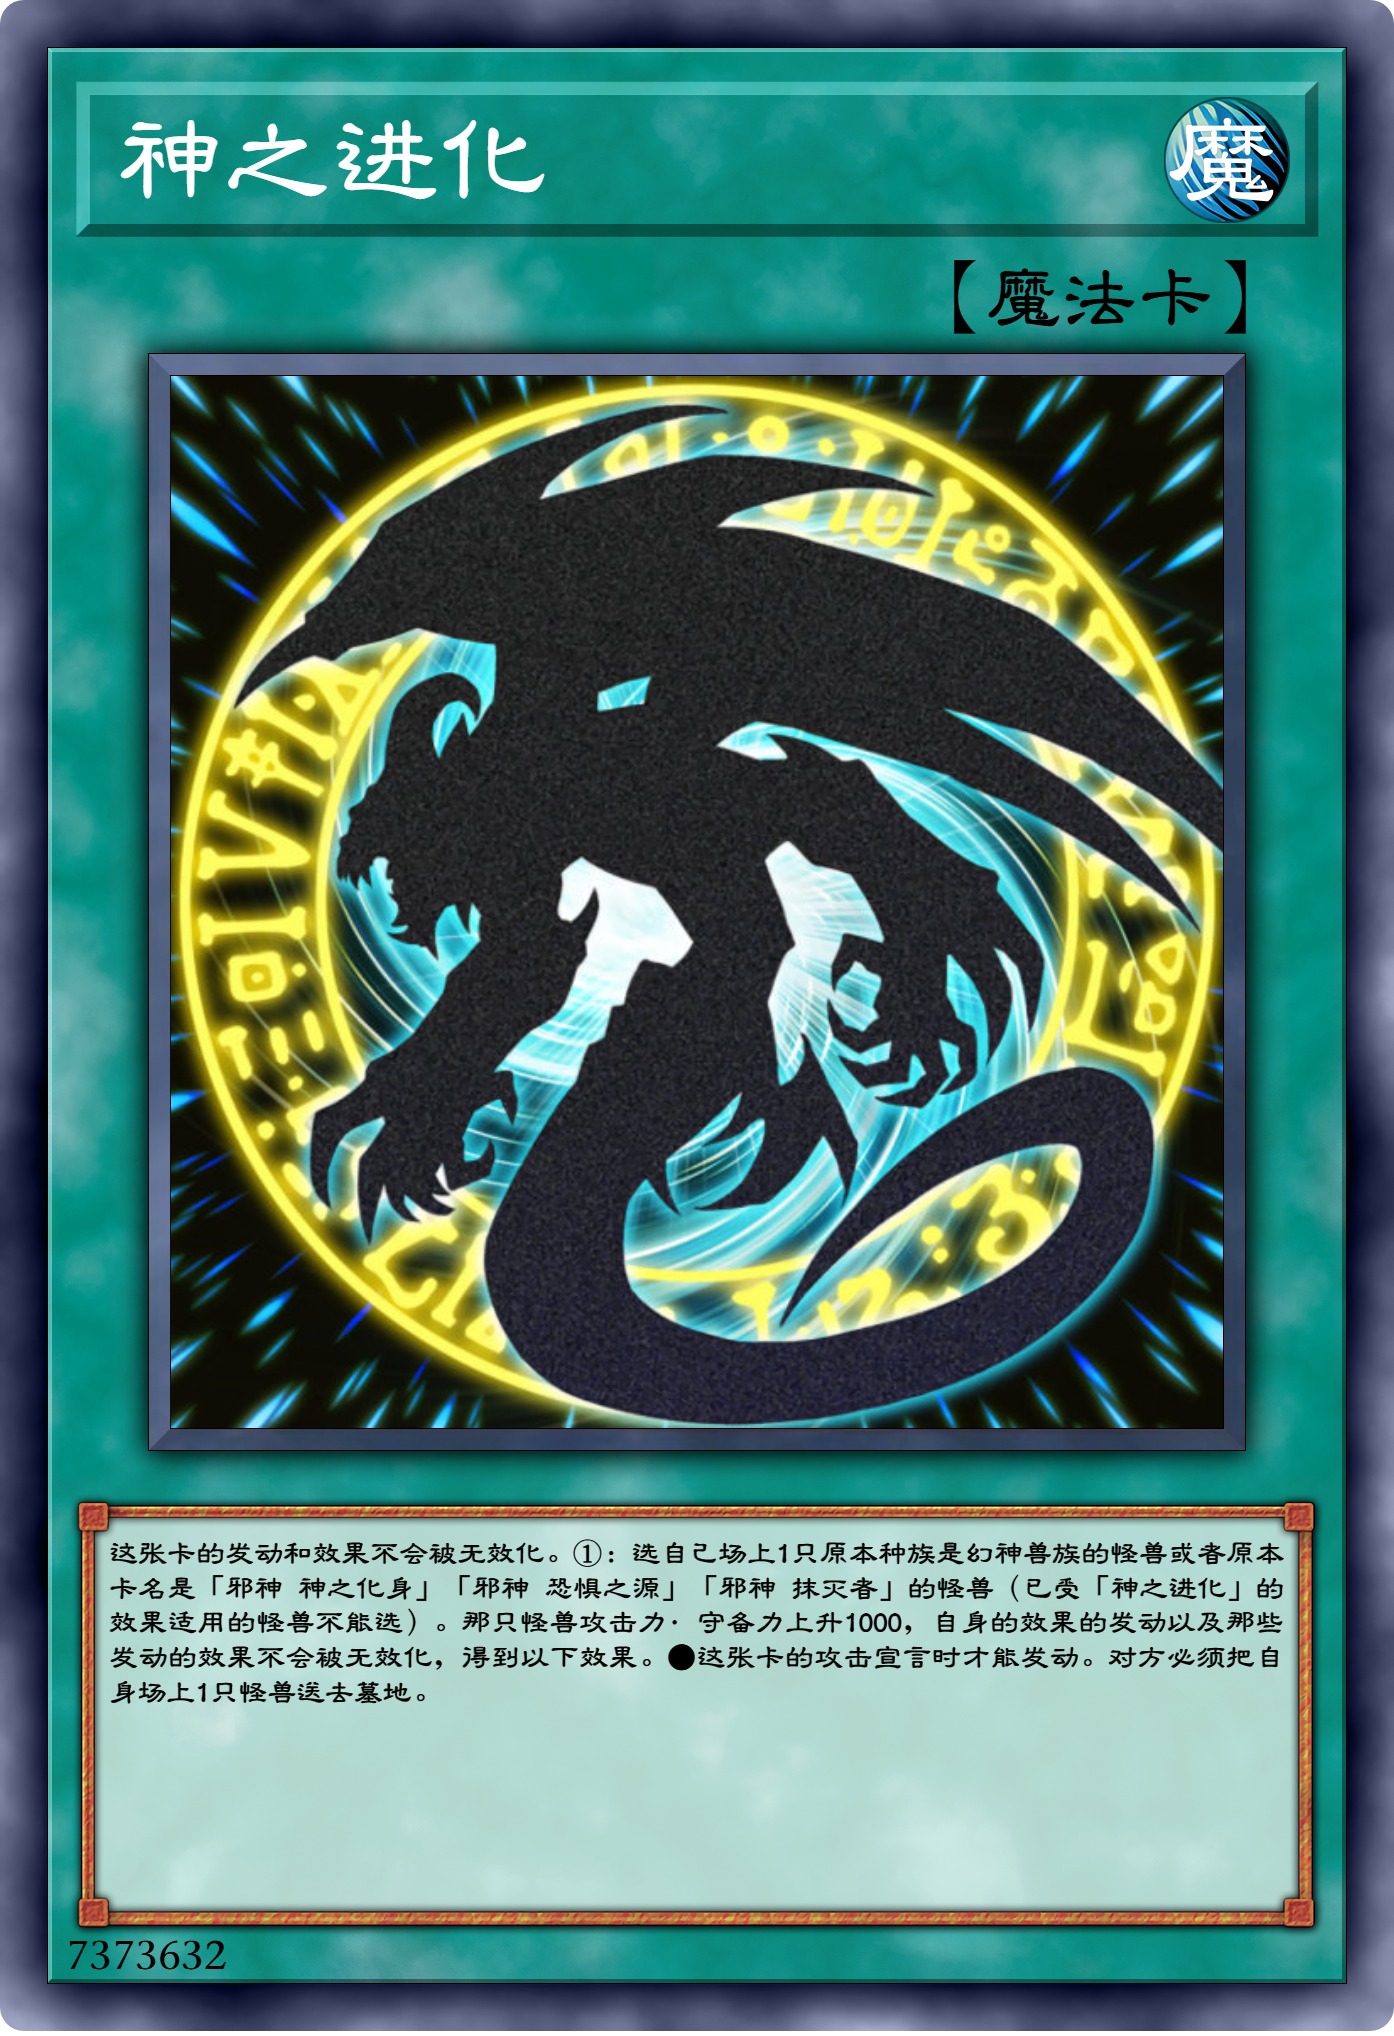 神之进化
魔
【魔法卡】
这张卡的发动和效果不会被无效化。①：选自己场上1只原本种族是幻神兽族的怪兽或者原本
卡名是「邪神 神之化身」「邪神 恐惧之源」「邪神 抹灭者」的怪兽（已受「神之进化」的
效果适用的怪兽不能选）。那只怪兽攻击力·守备力上升1000，自身的效果的发动以及那些
发动的效果不会被无效化，得到以下效果。●这张卡的攻击宣言时才能发动。对方必须把自
身场上1只怪兽送去墓地。
7373632